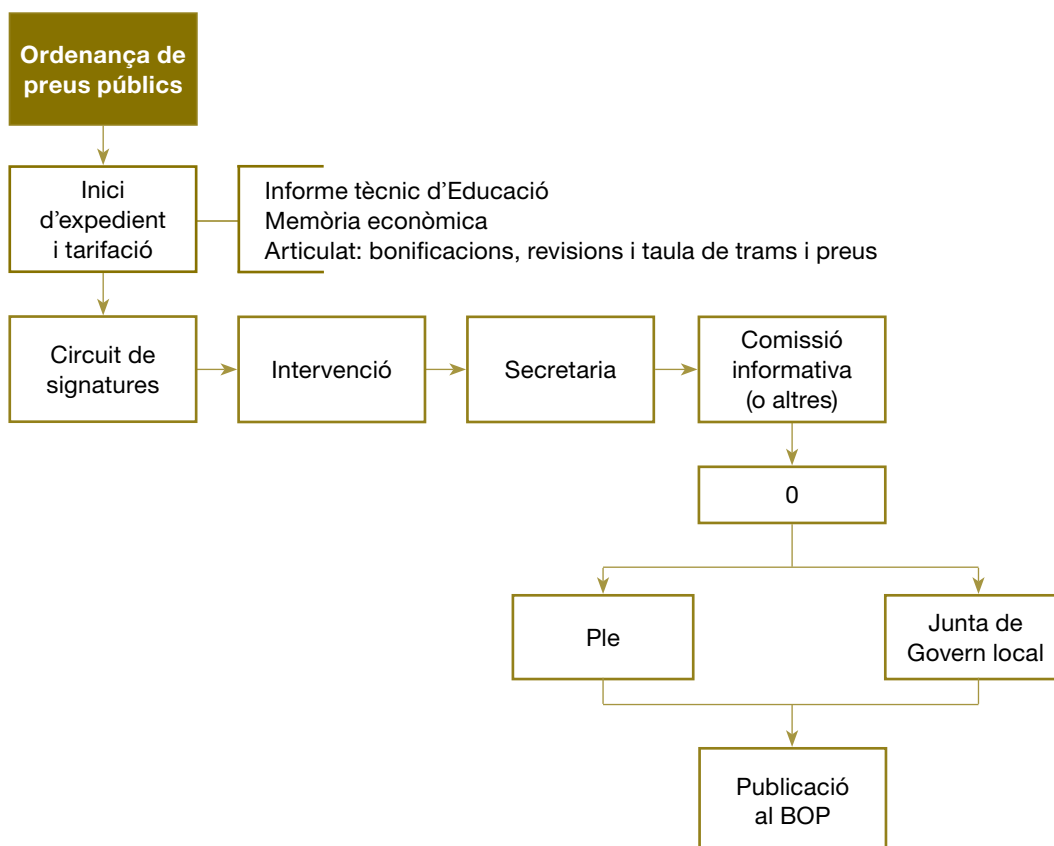 Ordenança de
preus públics
Inici
d’expedient
i tarifació
Informe tècnic d’Educació
Memòria econòmica
Articulat: bonificacions, revisions i taula de trams i preus
Circuit de
signatures
Intervenció
Secretaria
Comissió
informativa
(o altres)
0
Ple
Junta de
Govern local
Publicació
al BOP